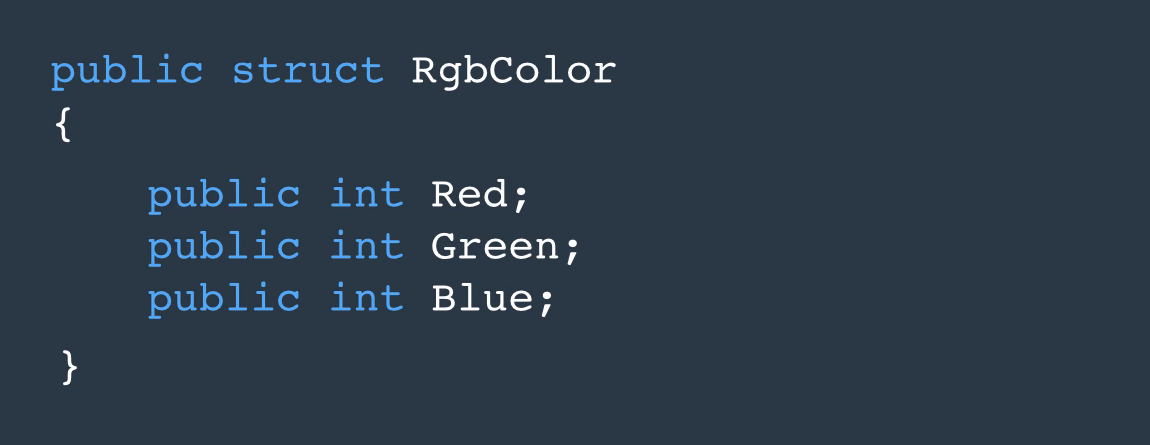 public struct RgbColor
{
public int Red;
public int Green;
public int Blue;
}